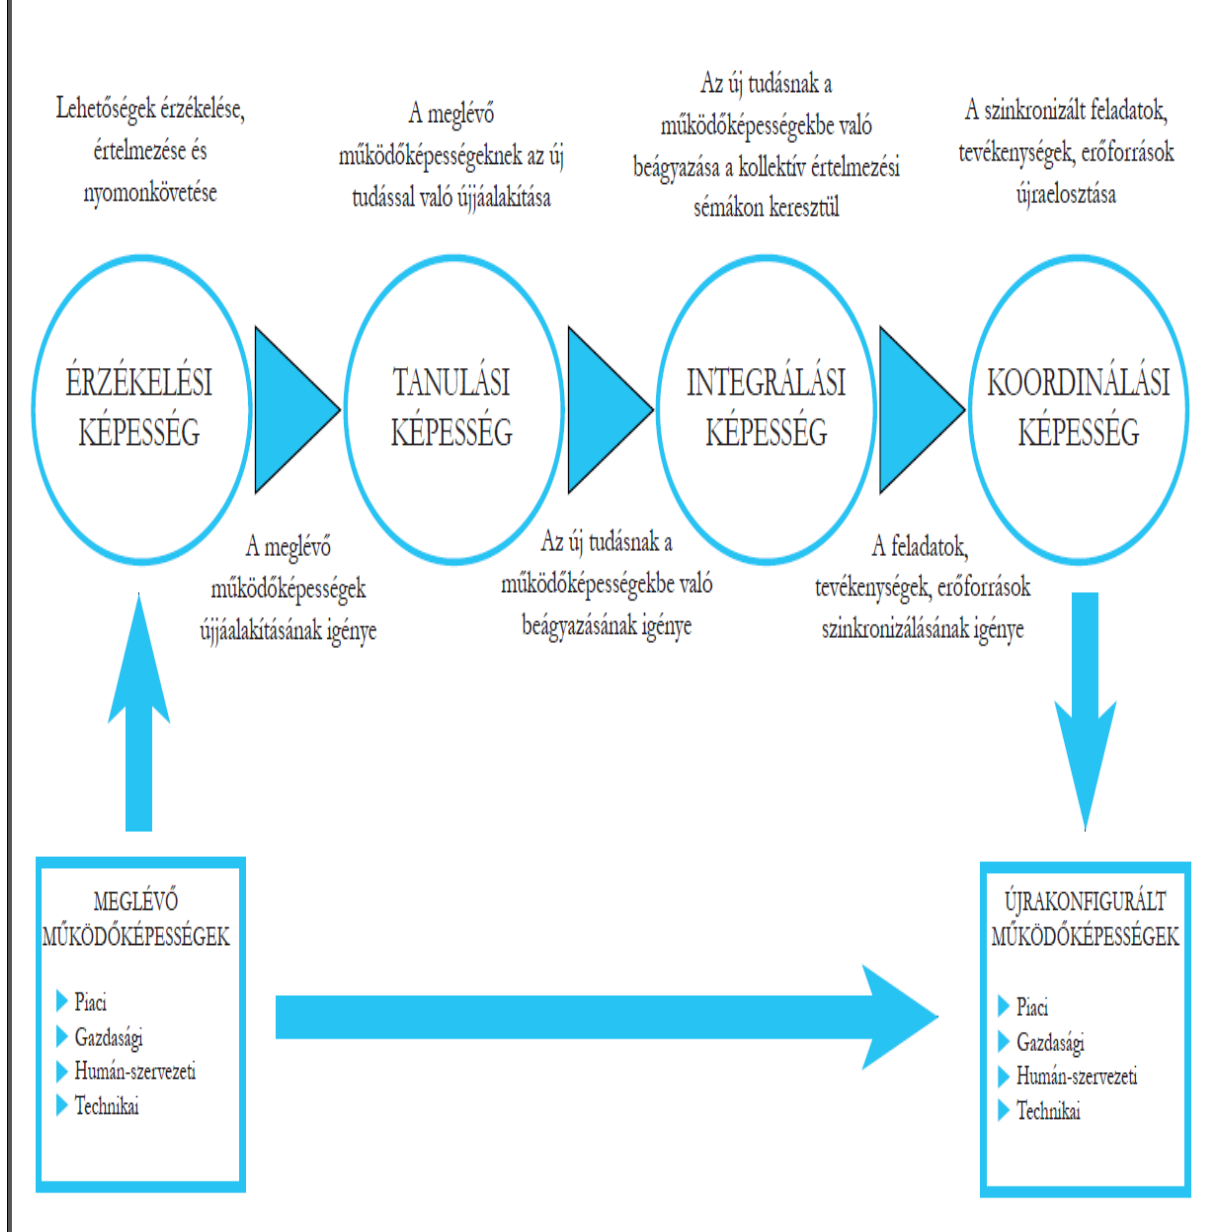 Lehetőségek érzékelése,
értelmezése és
nyomonkövetése
A meglévő
működőképességeknek az új
tudással való újjáalakítása
Az új tudásnak a
működőképességekbe való
beágyazása a kollektív értelmezési
sémákon keresztül
A szinkronizált feladatok,
tevékenységek, erőforrások
újraelosztása
ÉRZÉKELÉSI
KÉPESSÉG
TANULÁSI
KÉPESSÉG
INTEGRÁLÁSI
KÉPESSÉG
KOORDINÁLÁSI
KÉPESSÉG
A meglévő
működőképességek
újjáalakításának igénye
Az új tudásnak a
működőképességekbe való
beágyazásának igénye
A feladatok,
tevékenységek, erőforrások
szinkronizálásának igénye
MEGLÉVŐ
MŰKÖDŐKÉPESSÉGEK
Piaci
Gazdasági
Humán-szervezeti
Technikai
ÚJRAKONFIGURÁLT
MŰKÖDŐKÉPESSÉGEK
Piaci
Gazdasági
Humán-szervezeti
Technikai